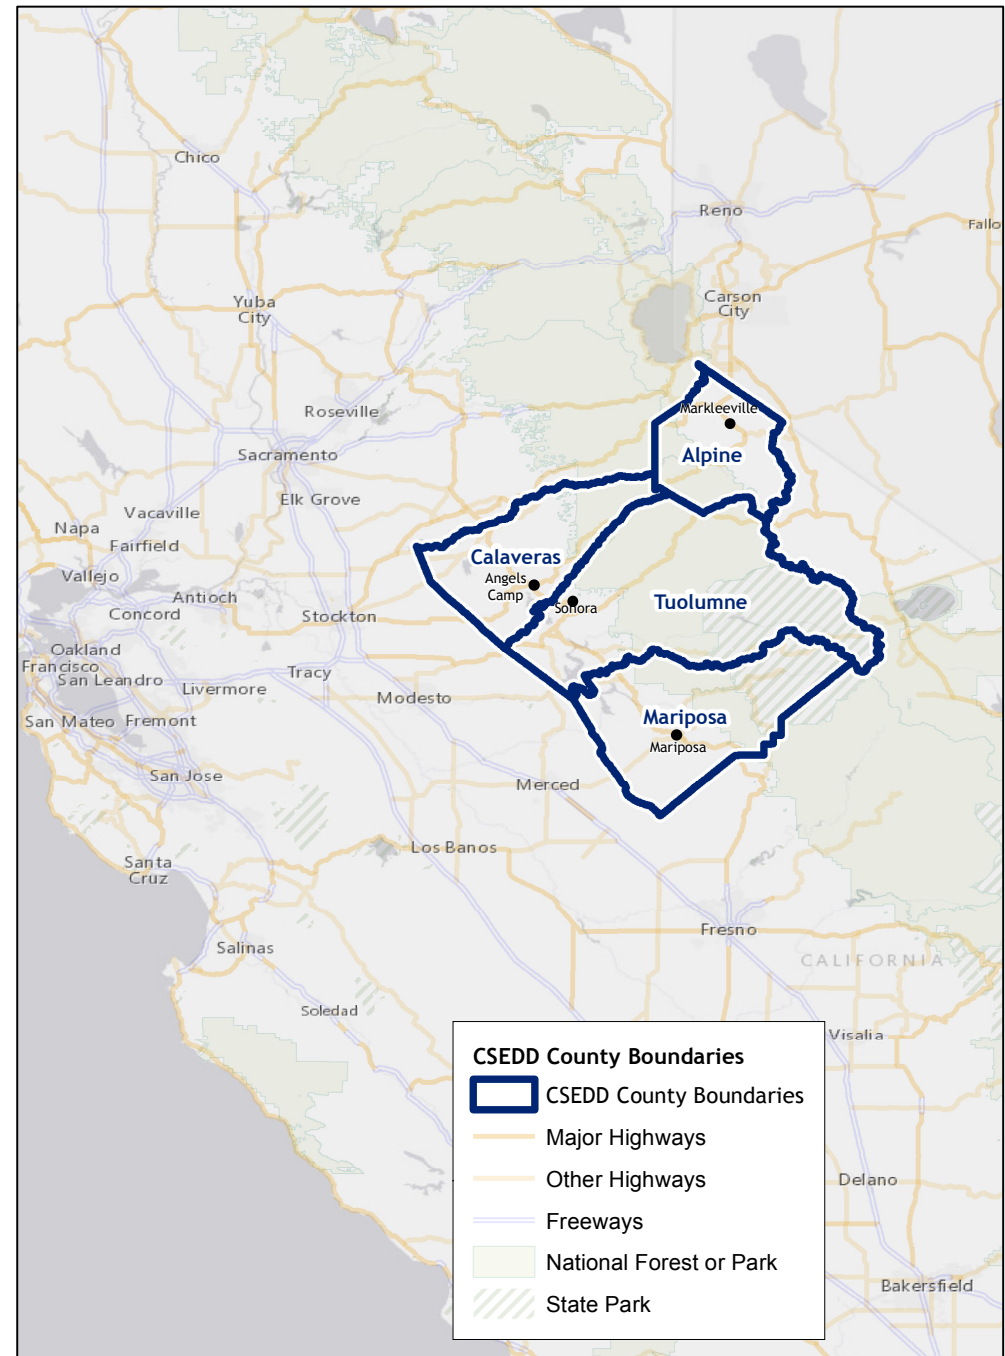 Chico
Reno
Fallo
Yuba
City
Carson
City
Roseville
Markleeville
Sacramento
Alpine
Elk Grove
Vacaville
Napa
Fairfield
Calaveras
Vallejo
Angels
Camp
Antioch
Concord
Stockton
Sonora
Tuolumne
Oakland
Francisco
San Leandro
Tracy
Livermore
Modesto
San Mateo
Fremont
Mariposa
Mariposa
San Jose
Merced
Los Banos
Santa
Cruz
Fresno
Salinas
CALIFORNIA
Soledad
Visalia
CSEDD County Boundaries
CSEDD County Boundaries
Major Highways
Other Highways
Delano
Freeways
National Forest or Park
Bakersfield
State Park